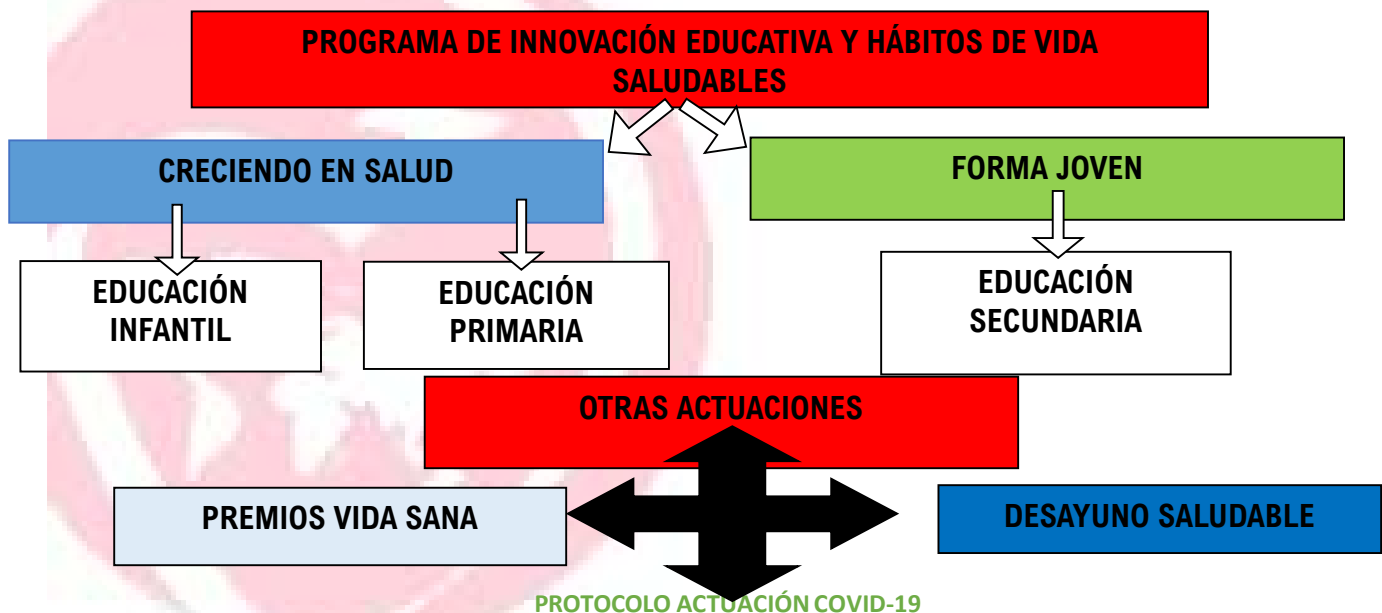 PROGRAMA DE INNOVACIÓN EDUCATIVA Y HÁBITOS DE VIDA
SALUDABLES
CRECIENDO EN SALUD
FORMA JOVEN
EDUCACIÓN
INFANTIL
EDUCACIÓN
PRIMARIA
EDUCACIÓN
SECUNDARIA
OTRAS ACTUACIONES
PREMIOS VIDA SANA
DESAYUNO SALUDABLE
PROTOCOLO ACTUACIÓN COVID-19